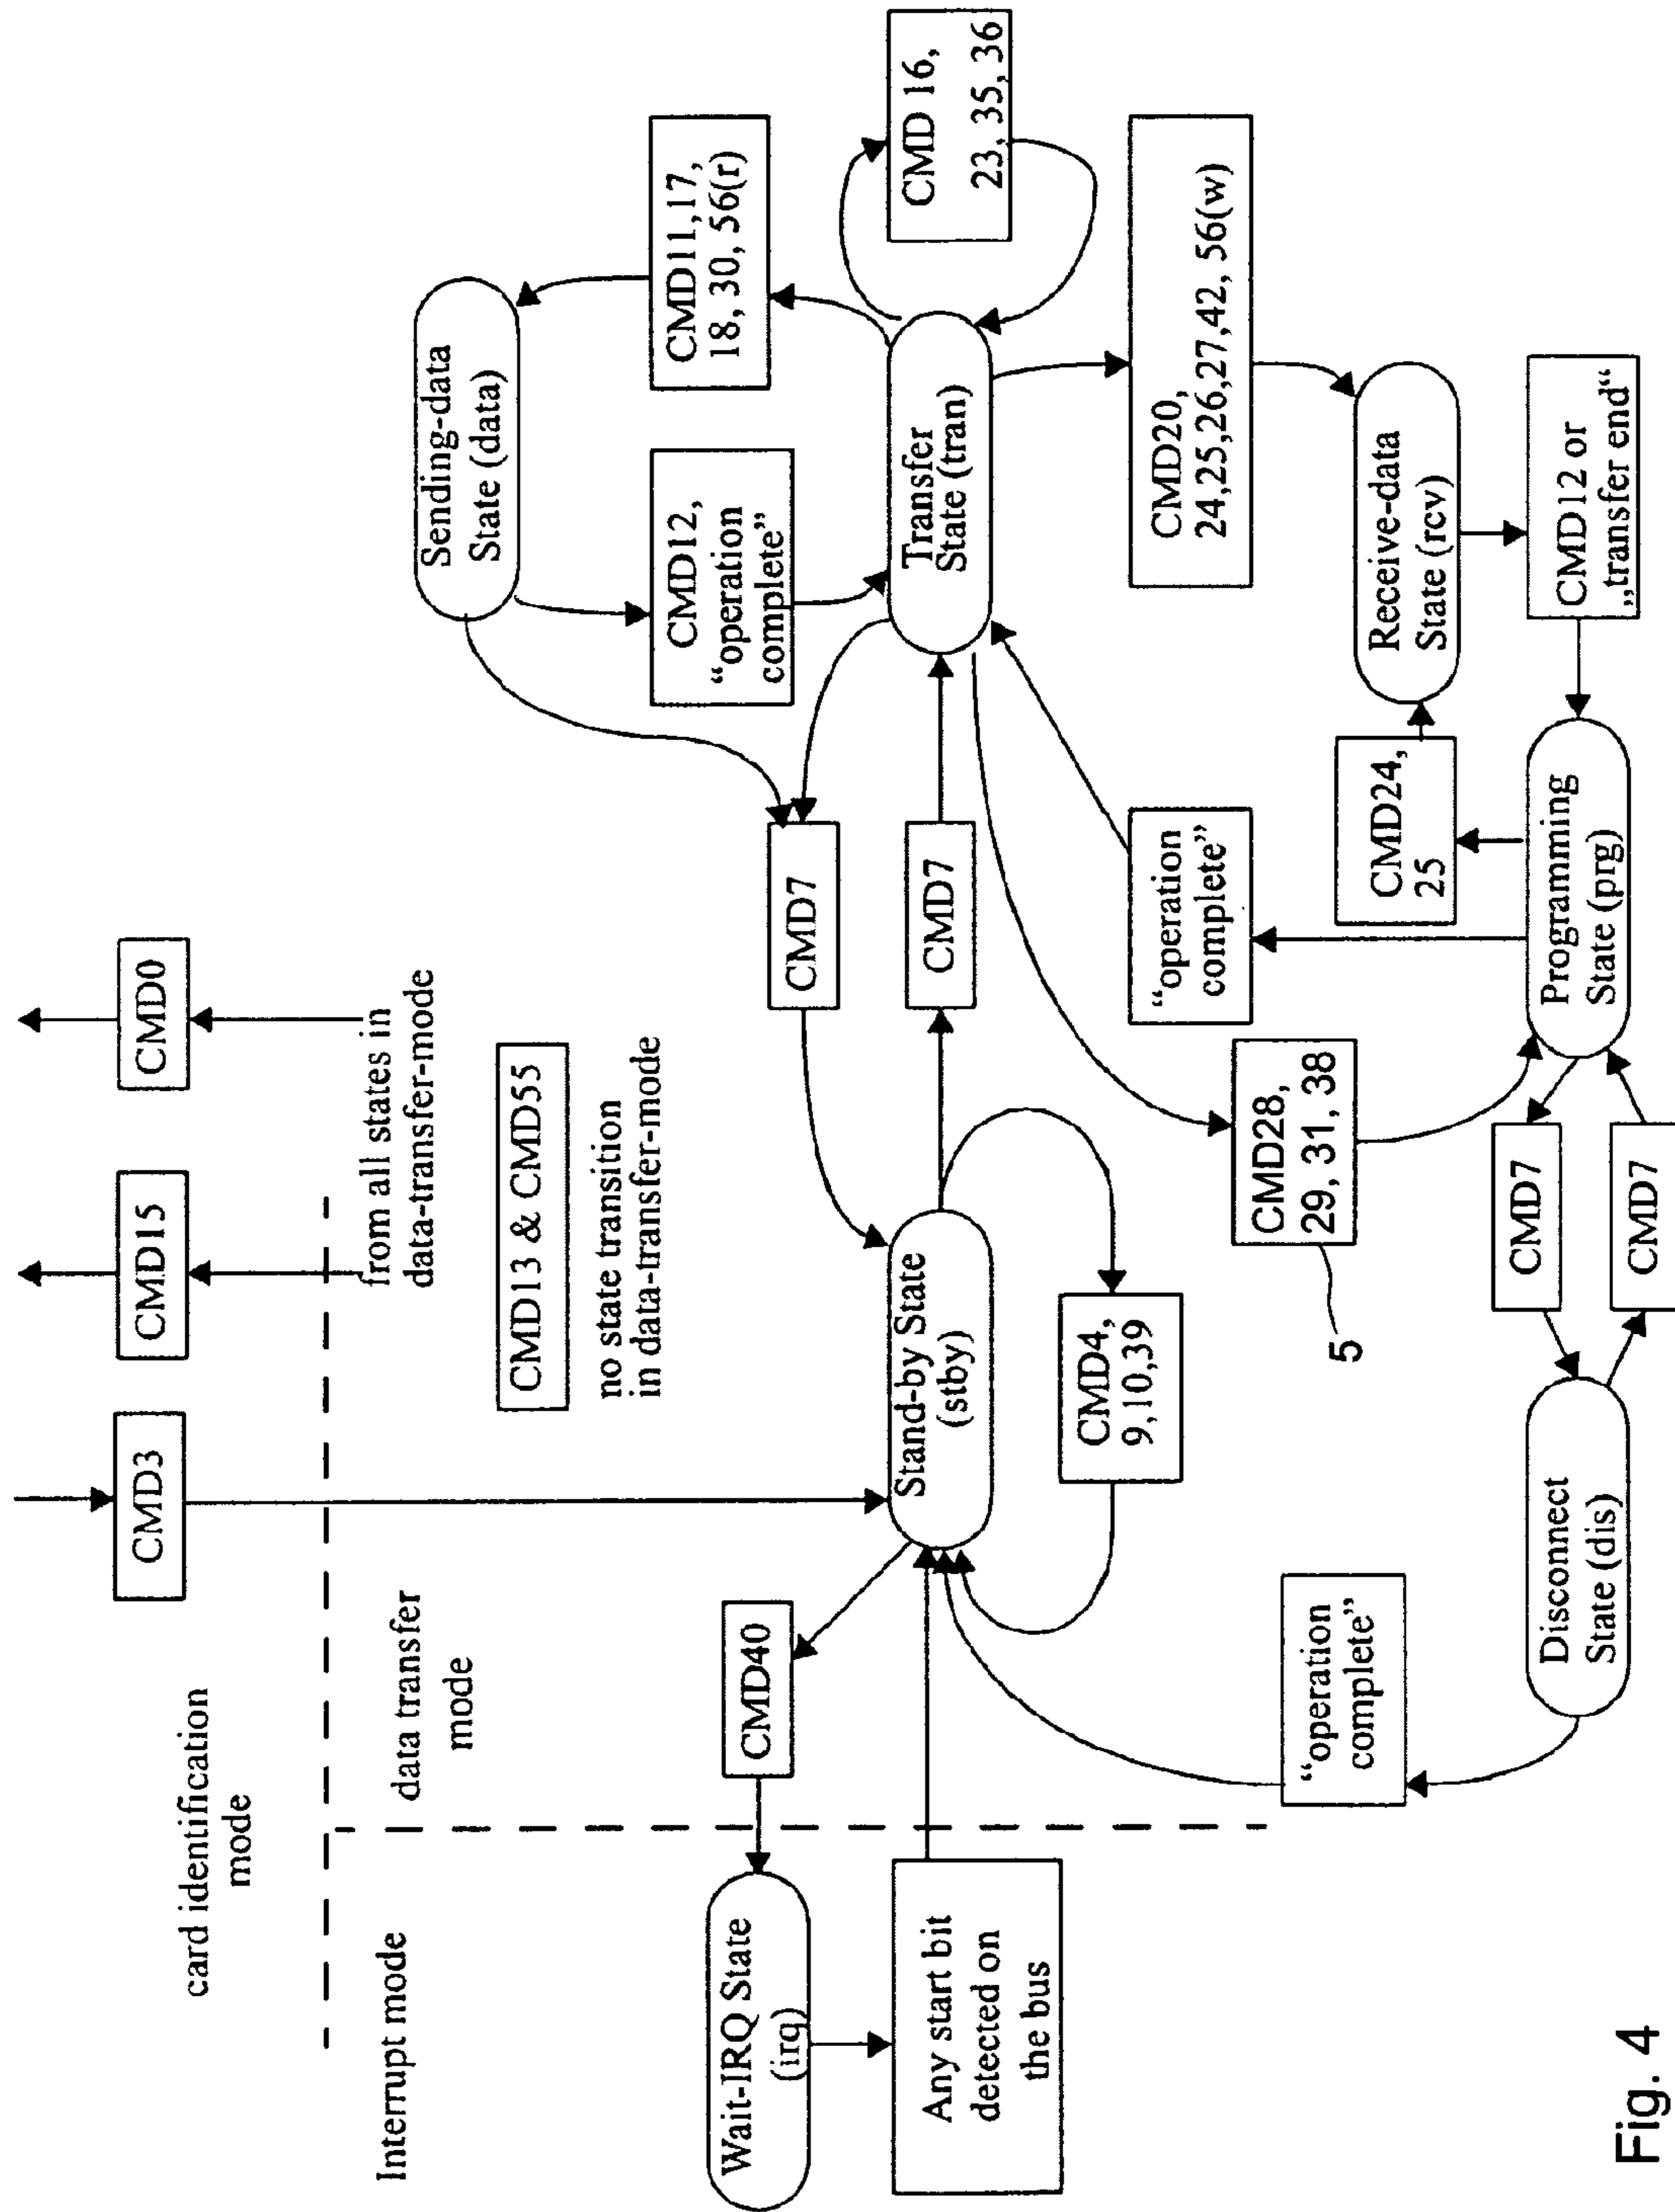 card identification
mode
CMD3
CMD15
CMD0
Interrupt mode
data transfer
mode
from all states in
data-transfer-mode
CMD13 & CMD55
no state transition
in data-transfer-mode
Sending-data
State (data)
CMD12,
“operation
complete”
CMD11,17,
18, 30, 56(r)
Wait-IRQ State
(irq)
CMD40
CMD7
Any start bit
detected on
the bus
Stand-by State
(stby)
CMD7
Transfer
State (tran)
CMD 16,
23, 35, 36
CMD4,
9,10,39
CMD28,
29, 31, 38
5
“operation
complete”
CMD20,
24,25,26,27,42, 56(w)
“operation
complete”
CMD24,
25
Receive-data
State (rcv)
Disconnect
State (dis)
CMD7
CMD7
Programming
State (prg)
CMD12 or
„transfer end“
Fig. 4